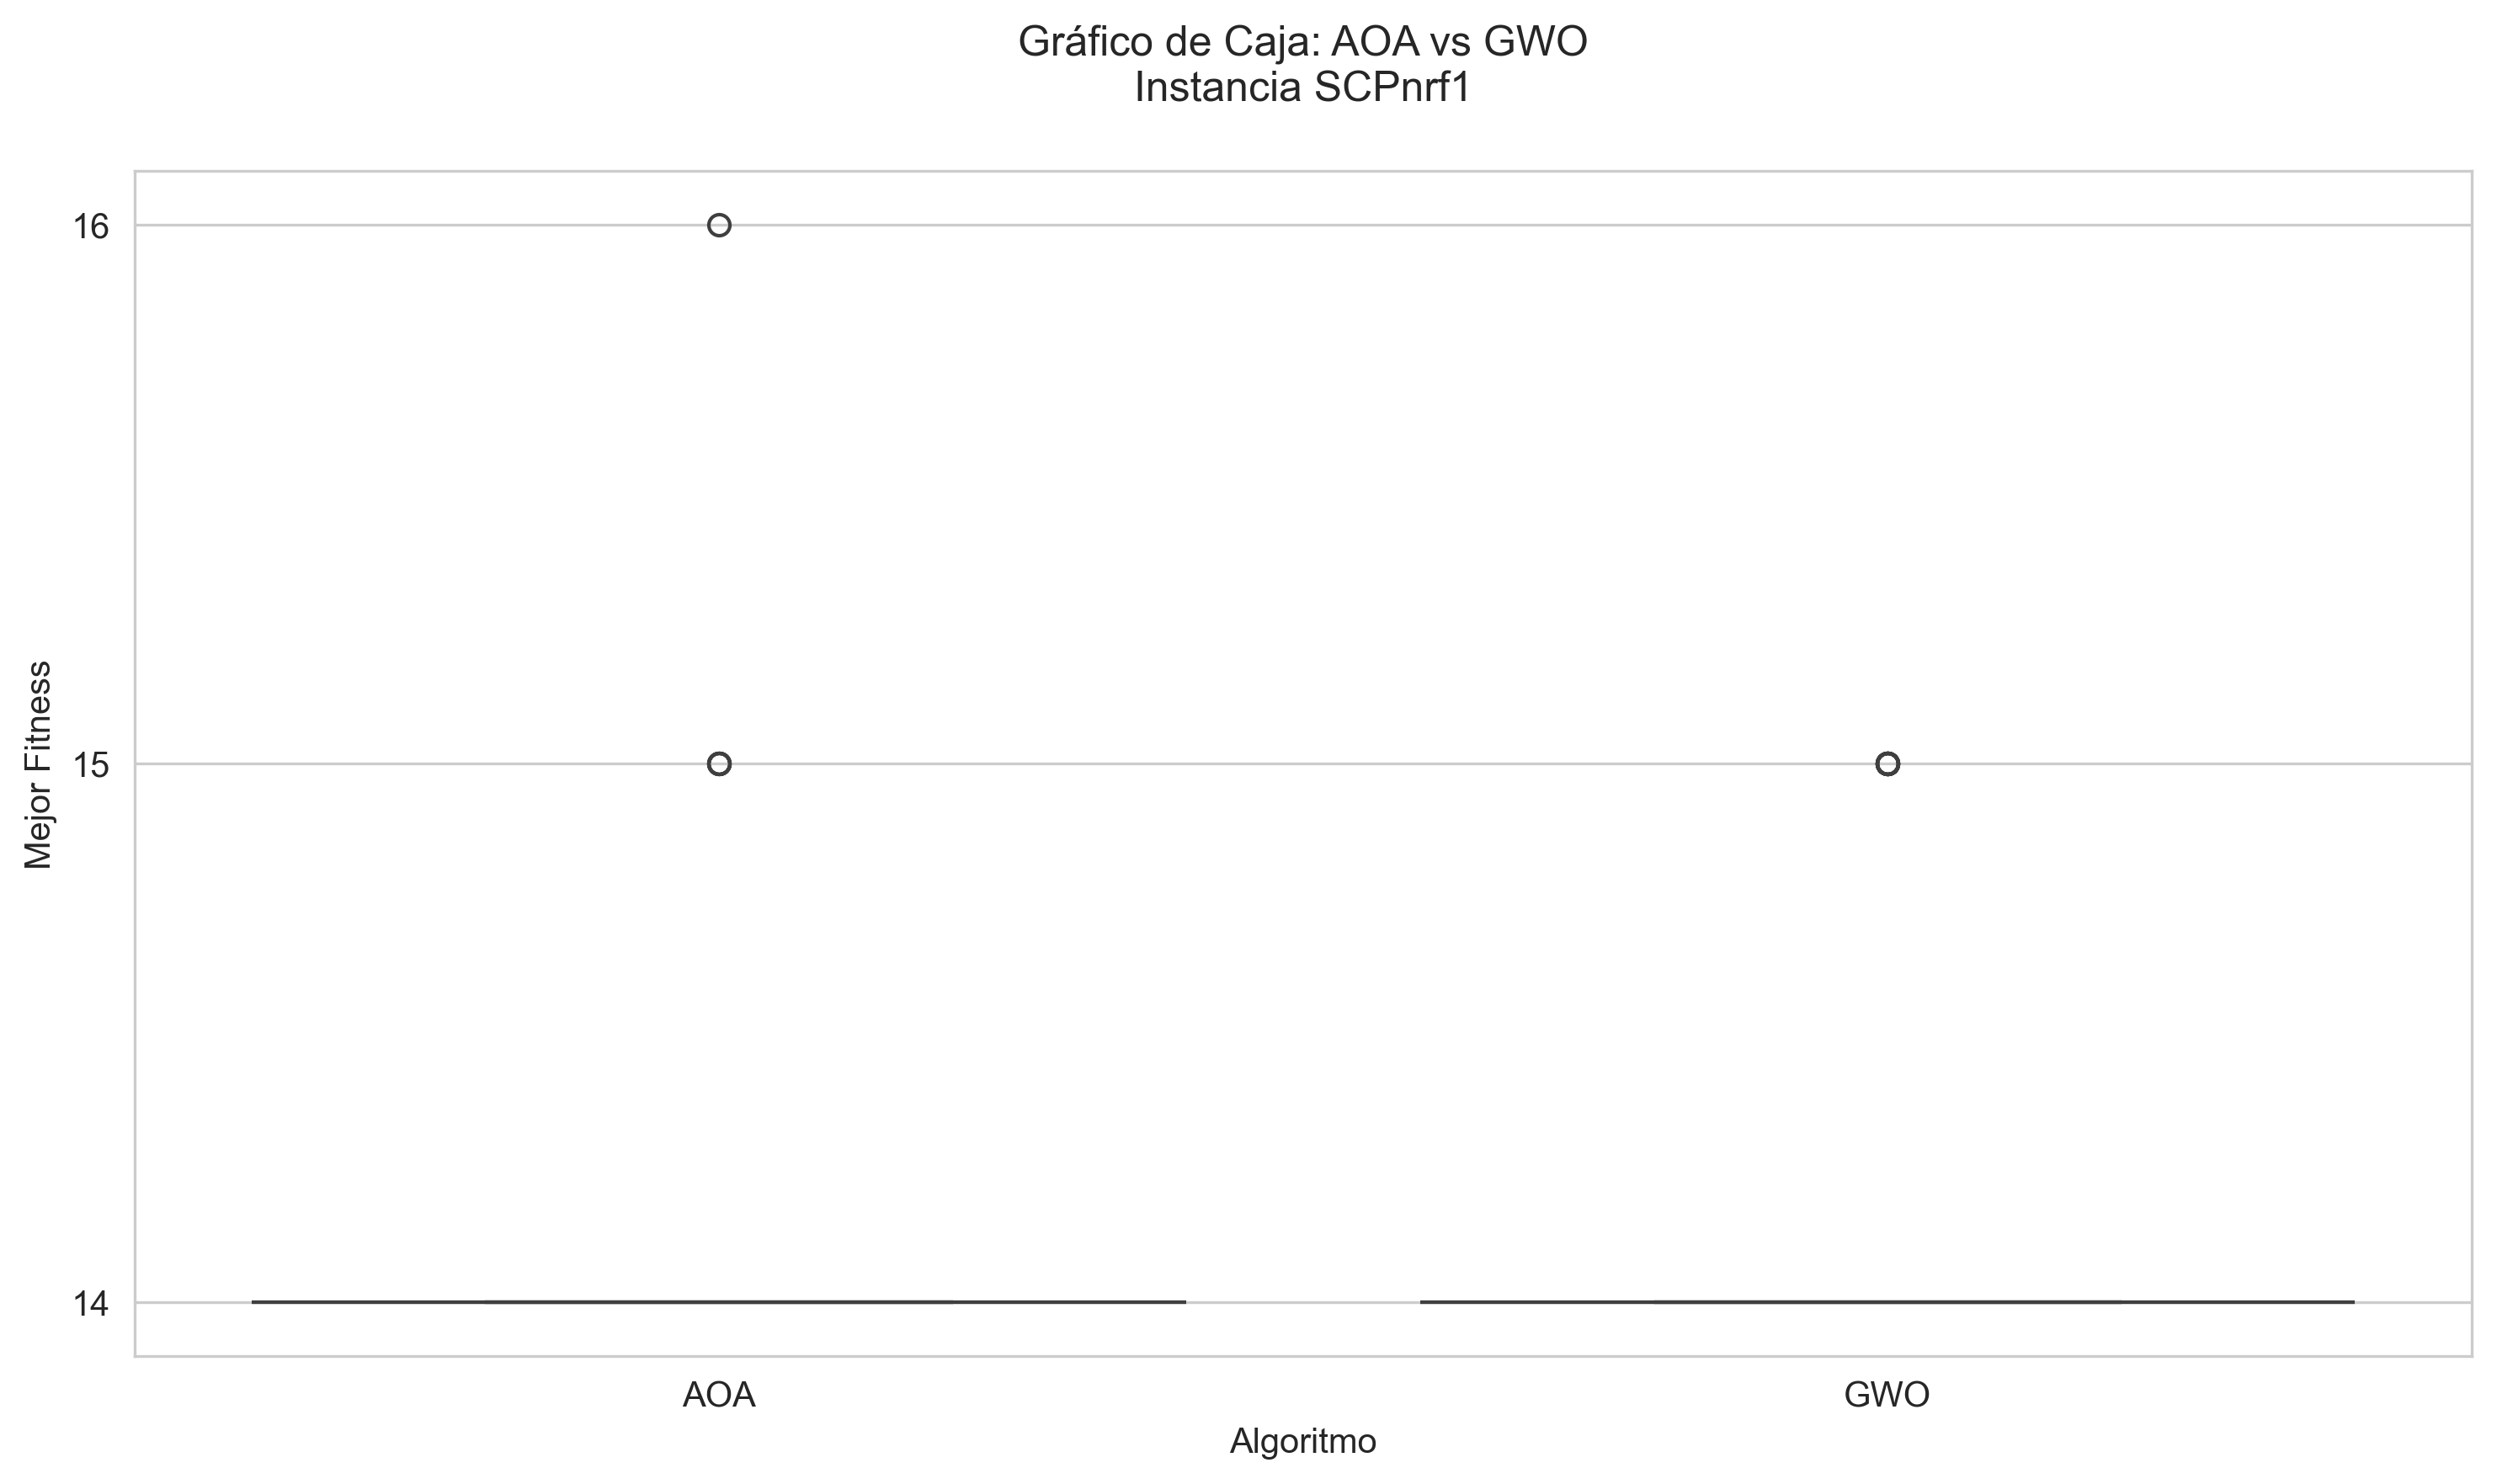 Gráfico de Caja: AOA vs GWO
Instancia SCPnrf1
16
15
14
Mejor Fitness
AOA
GWO
Algoritmo